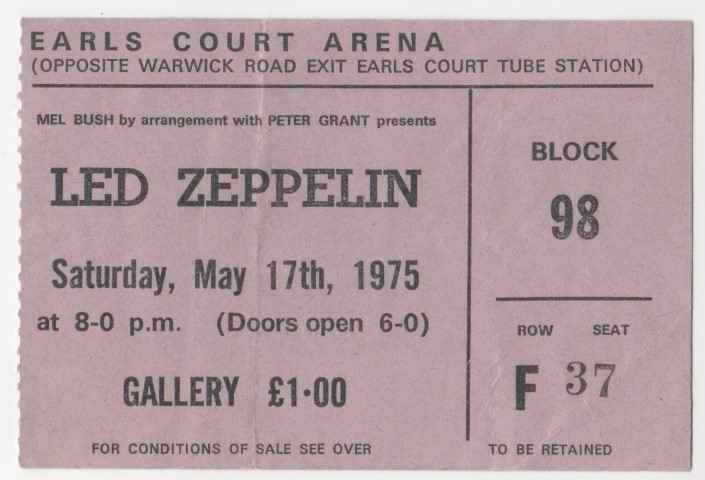 EARLS COURT ARENA
(OPPOSITE WARWICK ROAD EXIT EARLS COURT TUBE STATION)
MEL BUSH by arrangement with PETER GRANT presents
LED ZEPPELIN
Saturday, May 17th, 1975
at 8-0 p.m. (Doors open 6-0)
GALLERY £1·00
FOR CONDITIONS OF SALE SEE OVER
BLOCK
98
ROW SEAT
F 37
TO BE RETAINED